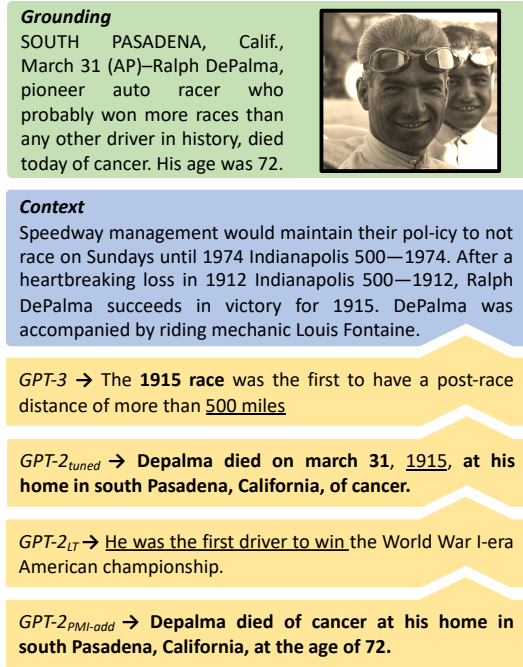 Grounding
SOUTH PASADENA, Calif.,
March 31 (AP)–Ralph DePalma,
pioneer auto racer who
probably won more races than
any other driver in history, died
today of cancer. His age was 72.
Context
Speedway management would maintain their pol-icy to not
race on Sundays until 1974 Indianapolis 500—1974. After a
heartbreaking loss in 1912 Indianapolis 500—1912, Ralph
DePalma succeeds in victory for 1915. DePalma was
accompanied by riding mechanic Louis Fontaine.
GPT-3 → The 1915 race was the first to have a post-race
distance of more than 500 miles
GPT-2tuned → Depalma died on march 31, 1915, at his
home in south Pasadena, California, of cancer.
GPT-2LT → He was the first driver to win the World War I-era
American championship.
GPT-2PMI-add → Depalma died of cancer at his home in
south Pasadena, California, at the age of 72.